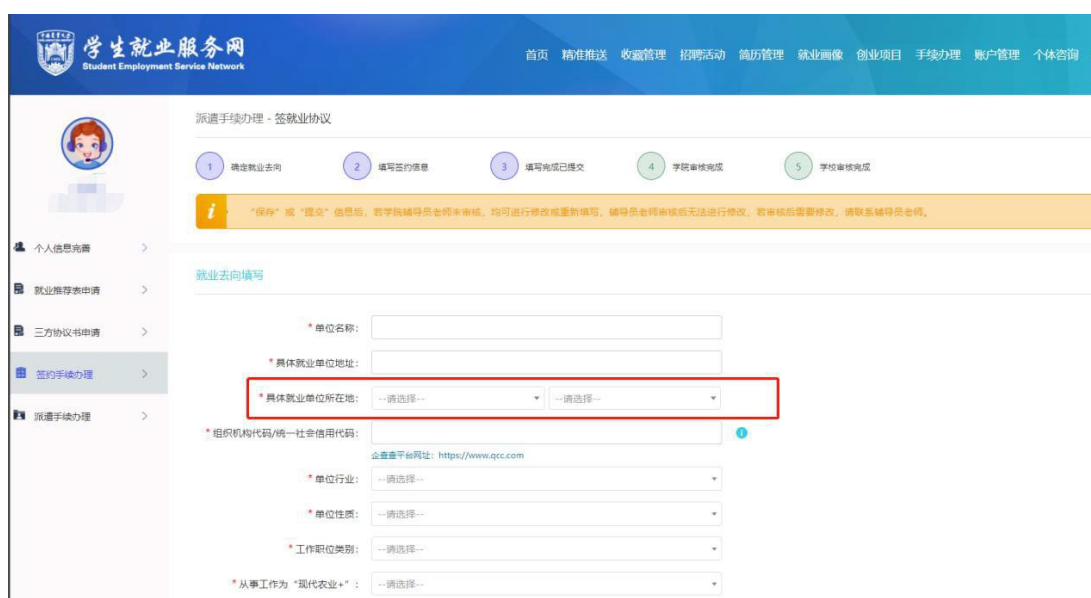 学生就业服务网
Student Employment Service Network
首页 精准推送 收藏管理 招聘活动 简历管理 就业画像 创业项目 手续办理 账户管理 个体咨询
派遣手续办理 - 签就业协议
1 确定就业去向 2 填写签约信息 3 填写完成已提交 4 学院审核完成 5 学校审核完成
i "保存" 或 "提交" 信息后，若学院辅导员老师未审核，均可进行修改或重新填写，辅导员老师审核后无法进行修改，若审核后需要修改，请联系辅导员老师。
个人信息完善
就业推荐表申请
三方协议书申请
签约手续办理
派遣手续办理
就业去向填写
*单位名称：
*具体就业单位地址：
*具体就业单位所在地： --请选择-- --请选择--
*组织机构代码/统一社会信用代码：
企查查平台网址：https://www.qcc.com
*单位行业： --请选择--
*单位性质： --请选择--
*工作职位类别： --请选择--
*从事工作为 "现代农业+" ： --请选择--